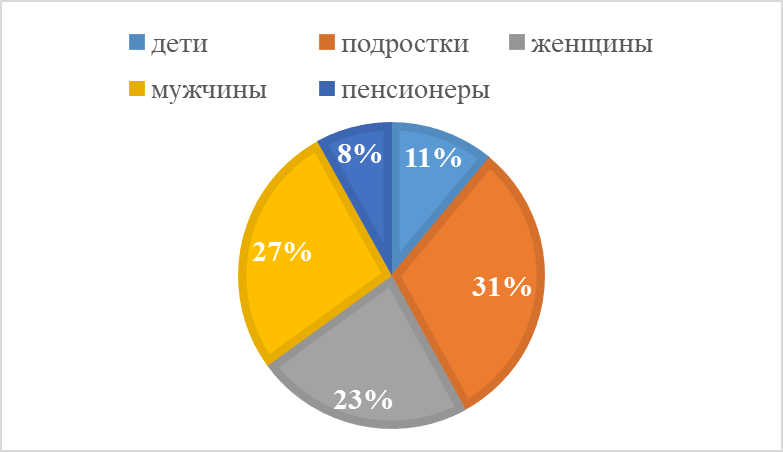 дети подростки женщины
мужчины пенсионеры
8% 11%
27%
31%
23%